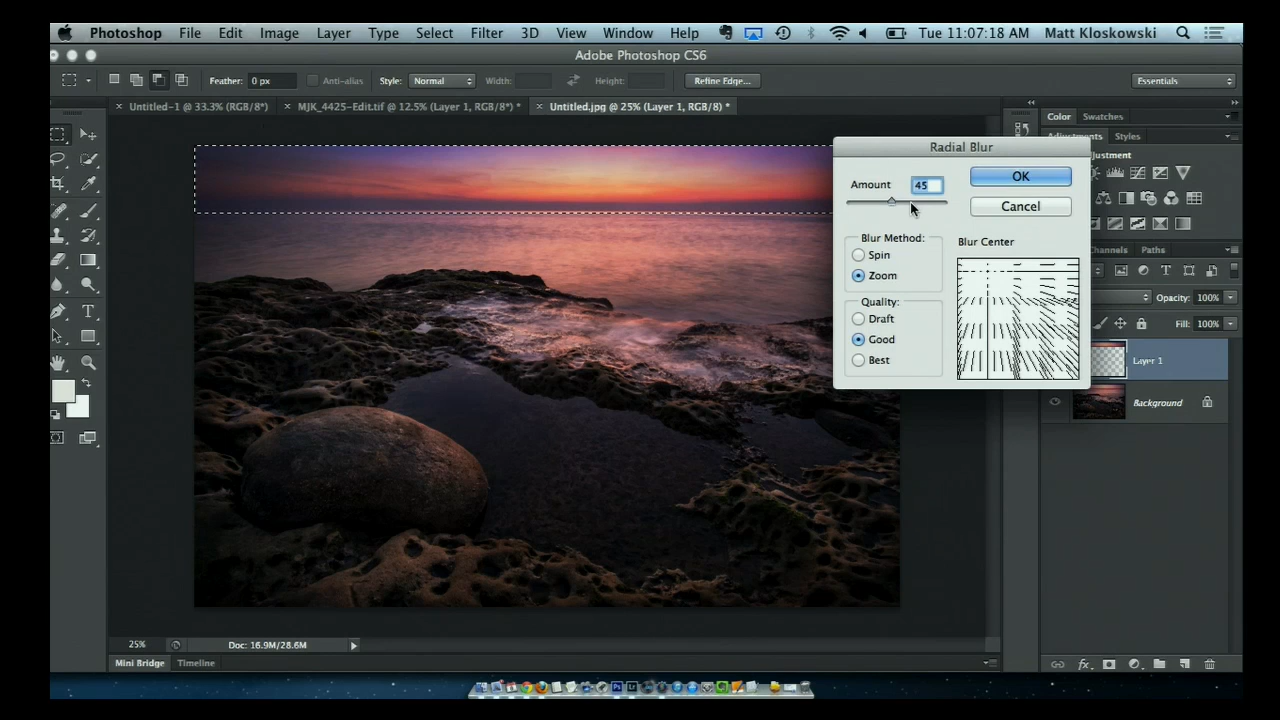 Photoshop File Edit Image Layer Type Select Filter 3D View Window Help Tue 11:07:18 AM Matt Kloskowski
Adobe Photoshop CS6
Feather: 0 px Anti-alias Style: Normal Width: Height: Refine Edge... Essentials
× Untitled-1 @ 33.3% (RGB/8*) × MJK_4425-Edit.tif @ 12.5% (Layer 1, RGB/8*) * × Untitled.jpg @ 25% (Layer 1, RGB/8) *
Color Swatches
Adjustments Styles
djustment
Radial Blur
Amount 45 OK
Cancel
Blur Method: Blur Center
Spin
Zoom
Quality:
Draft
Good
Best
hannels Paths
Opacity: 100%
Fill: 100%
Layer 1
Background
25% Doc: 16.9M/28.6M
Mini Bridge Timeline